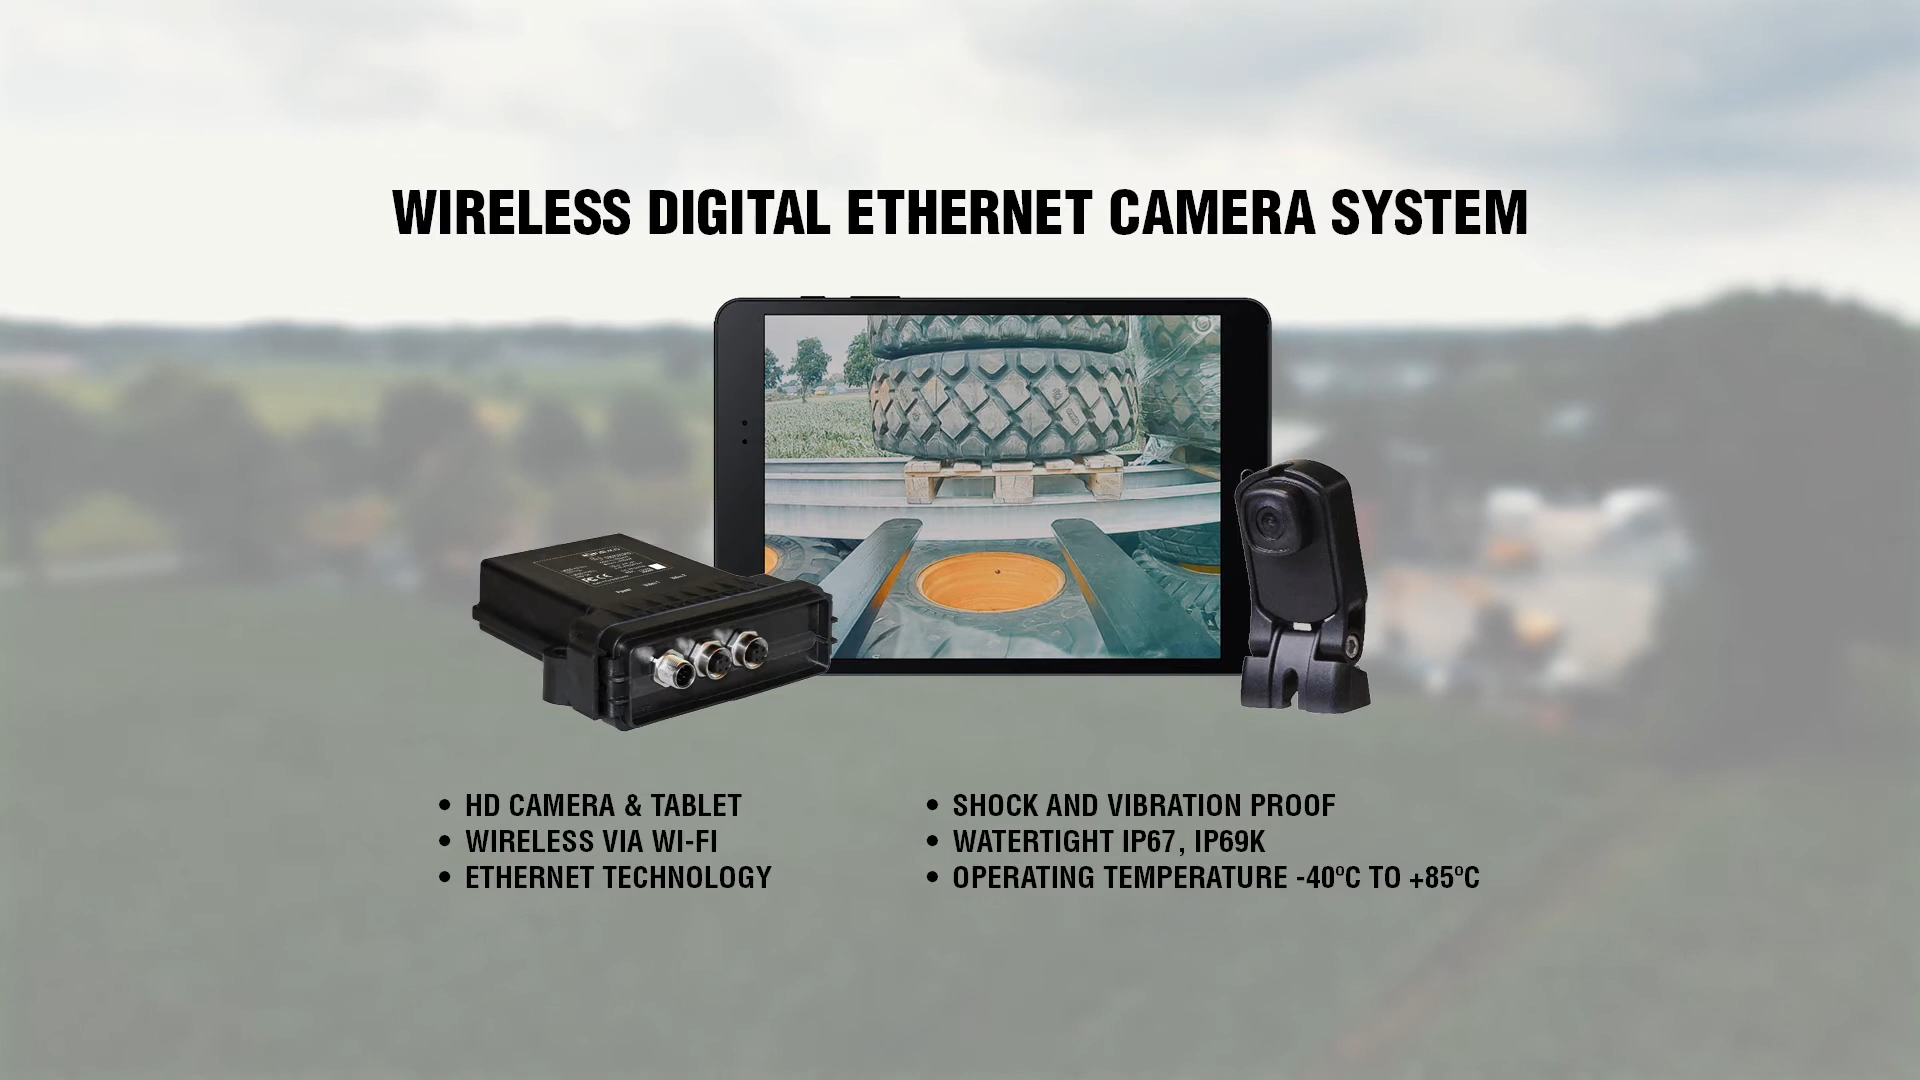 WIRELESS DIGITAL ETHERNET CAMERA SYSTEM
• HD CAMERA & TABLET
• WIRELESS VIA WI-FI
• ETHERNET TECHNOLOGY
• SHOCK AND VIBRATION PROOF
• WATERTIGHT IP67, IP69K
• OPERATING TEMPERATURE -40ºC TO +85ºC